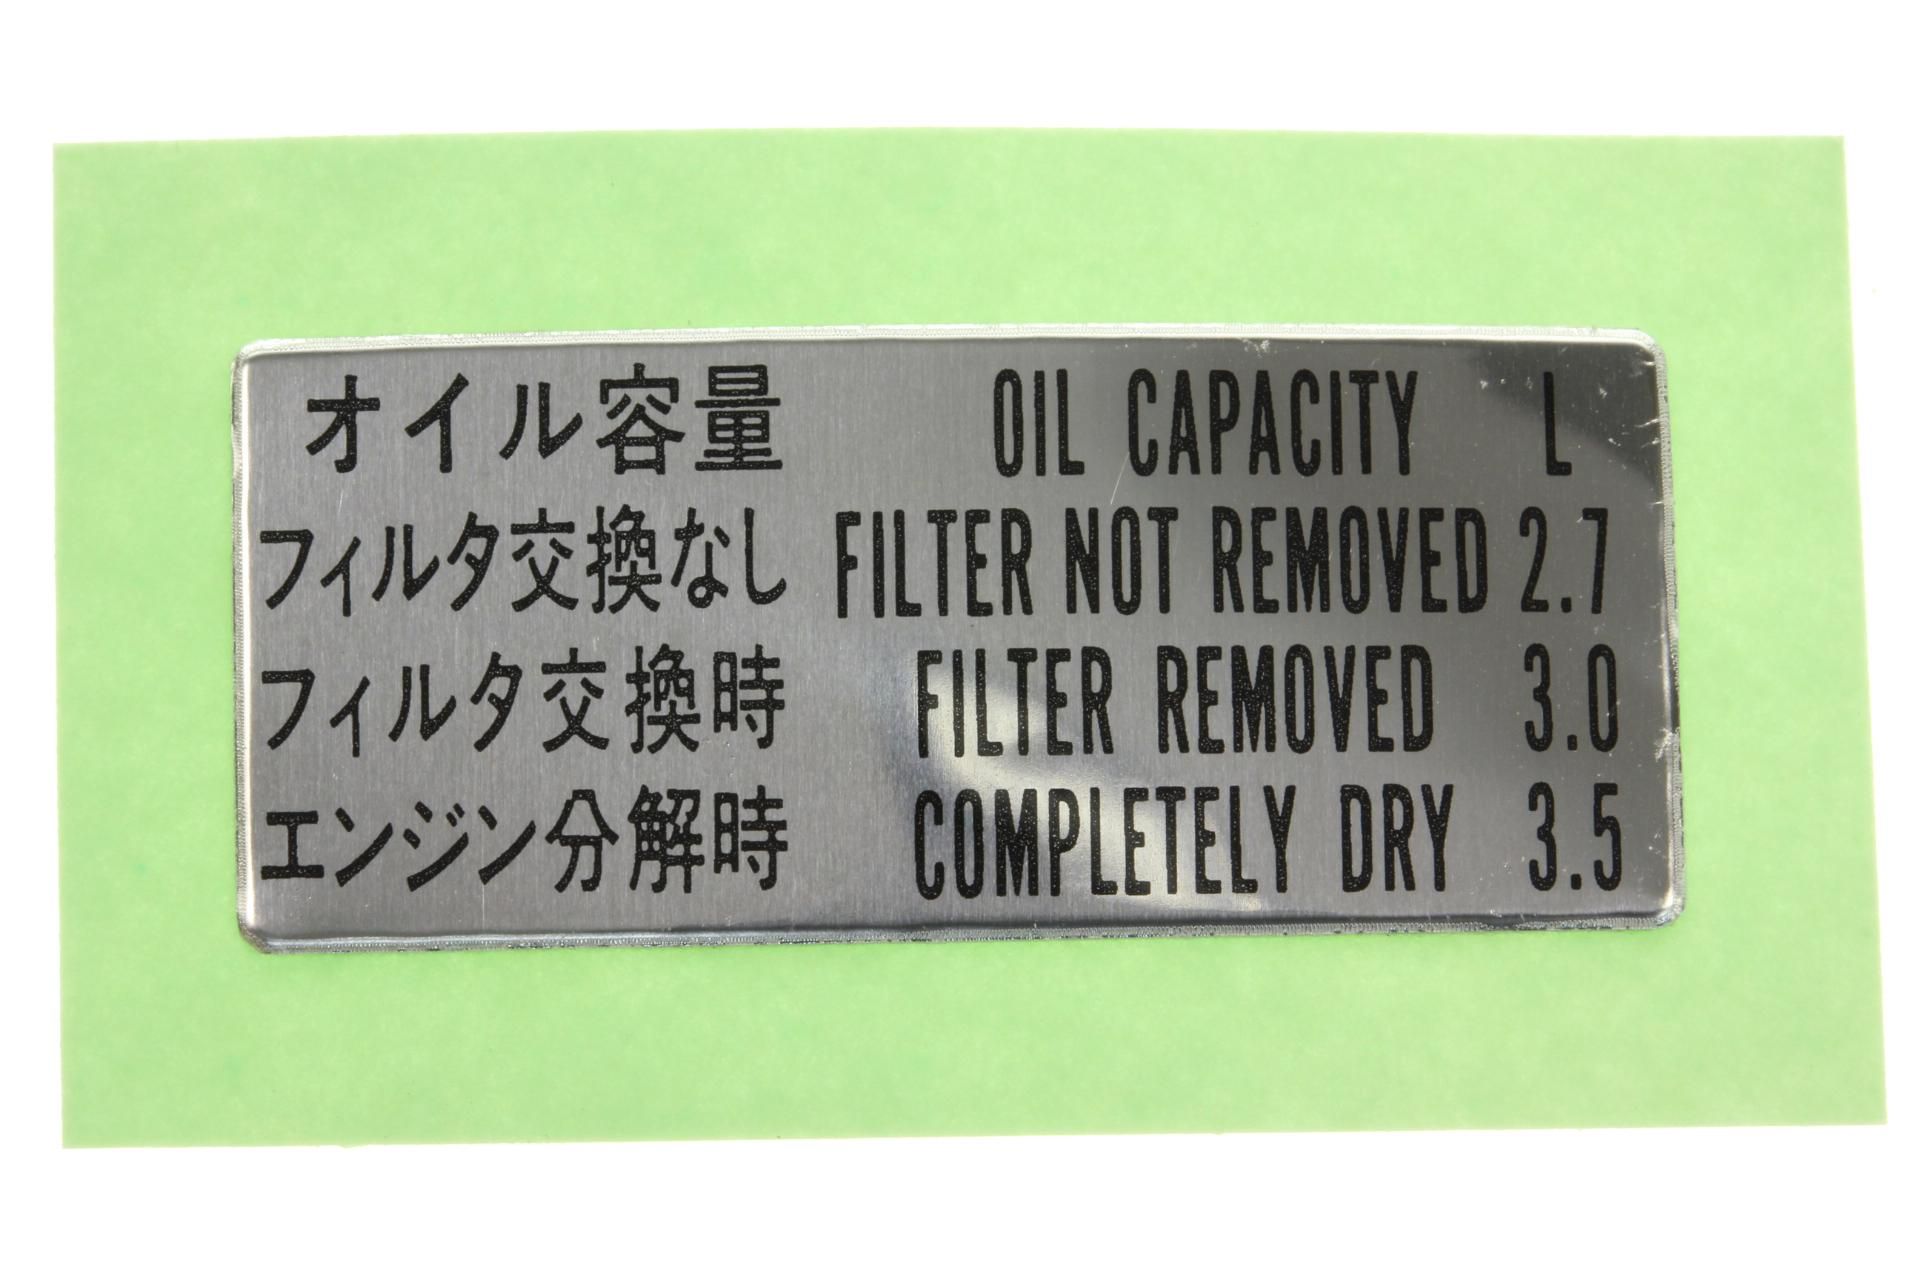 オイル容量 OIL CAPACITY L
フィルタ交換なし FILTER NOT REMOVED 2.7
フィルタ交換時 FILTER REMOVED 3.0
エンジン分解時 COMPLETELY DRY 3.5